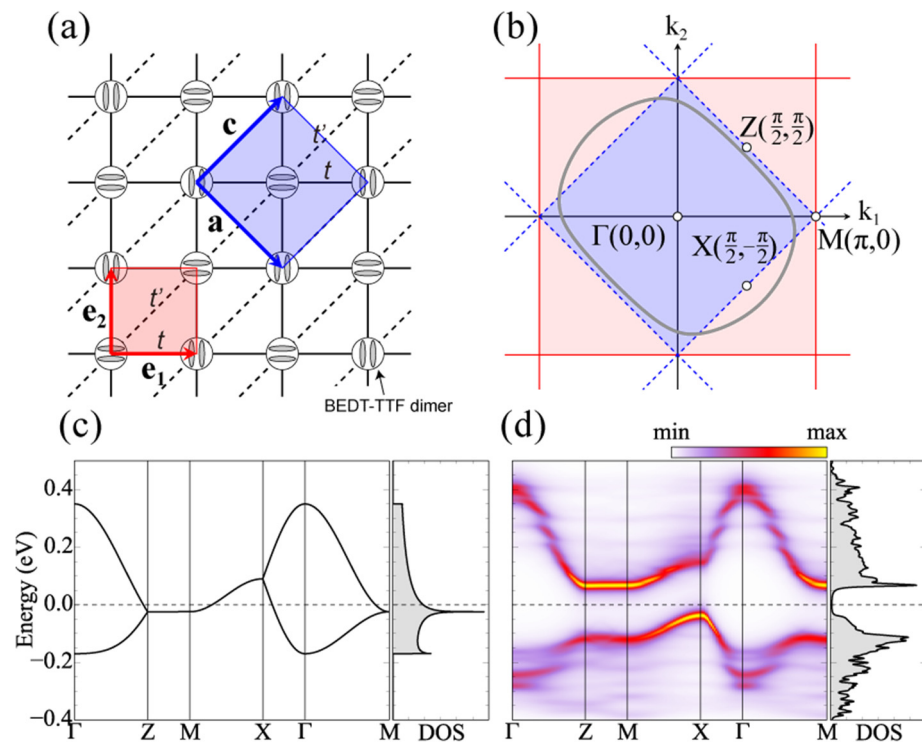 (a)
c
t'
t
a
t'
e₂
t
e₁
BEDT-TTF dimer
(b)
k₂
Z(π/2,π/2)
k₁
Γ(0,0)
M(π,0)
X(π/2,−π/2)
(c)
Energy (eV)
0.4
0.2
0.0
−0.2
−0.4
Γ Z M X Γ M DOS
(d)
min max
Γ Z M X Γ M DOS